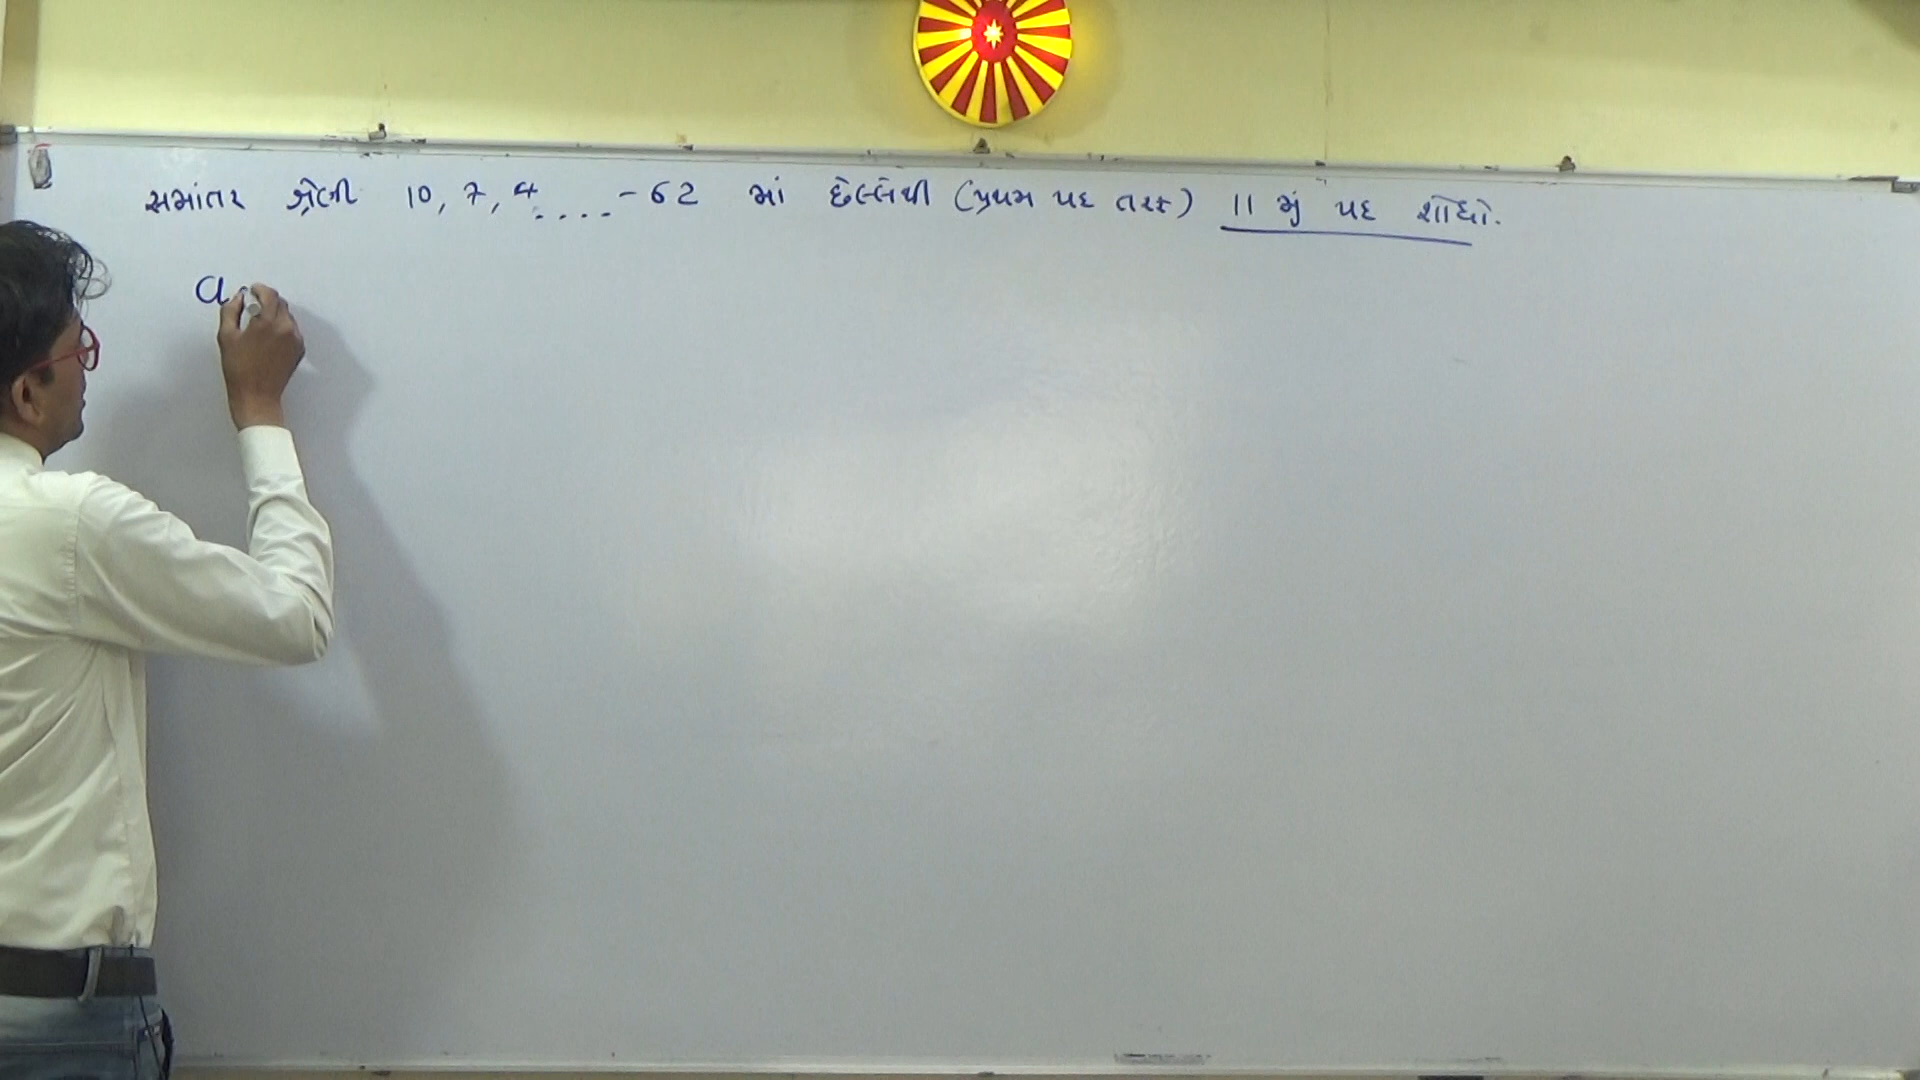 સમાંતર શ્રેણી 10, 7, 4 .... -62 માં છેલ્લેથી (પ્રથમ પદ તરફ) 11 મું પદ શોધો.
a